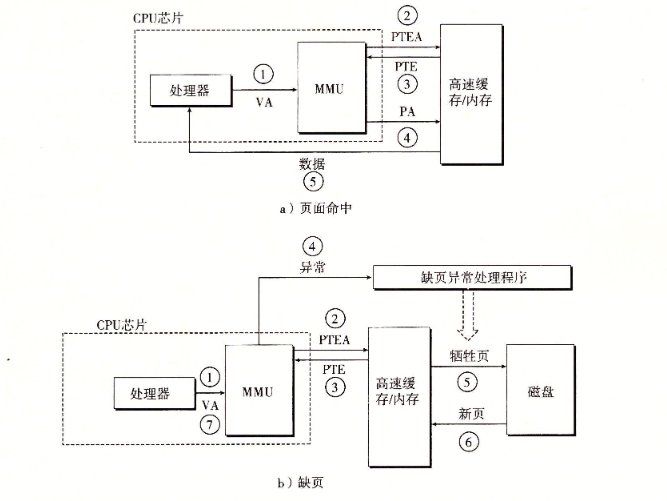 CPU芯片
②
PTEA
PTE
③
①
处理器
VA
MMU
高速缓
存/内存
PA
④
数据
⑤
a）页面命中
④
异常
缺页异常处理程序
CPU芯片
②
PTEA
PTE
③
①
处理器
VA
⑦
MMU
高速缓
存/内存
牺牲页
⑤
新页
⑥
磁盘
b）缺页